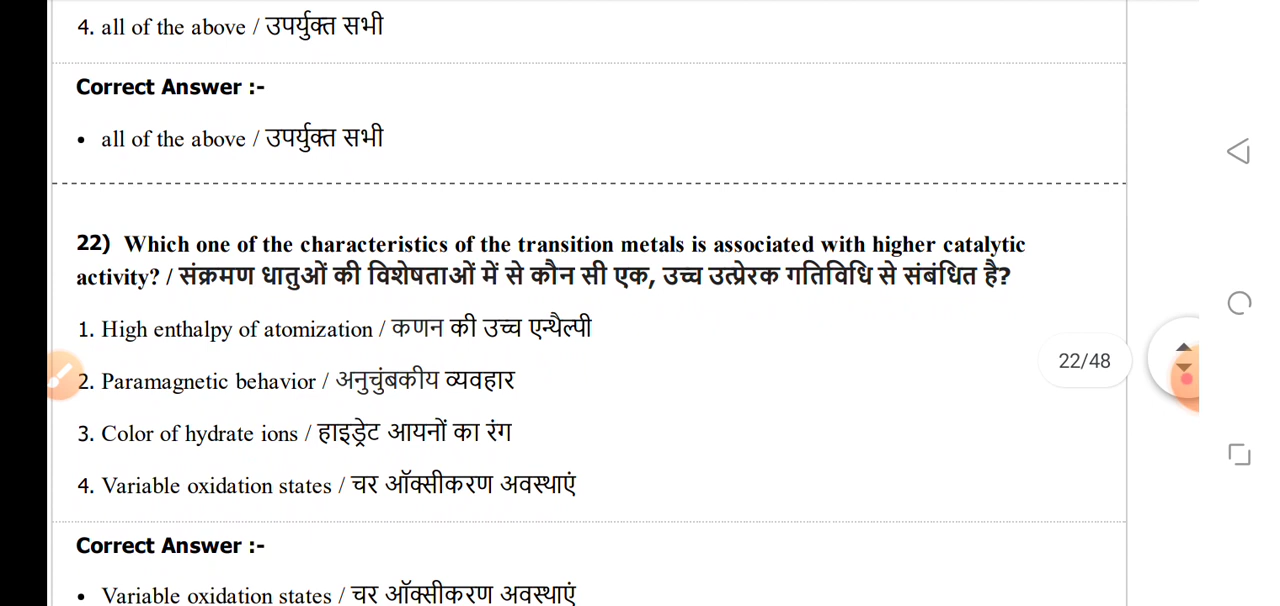 4. all of the above / उपर्युक्त सभी
Correct Answer :-
• all of the above / उपर्युक्त सभी
22) Which one of the characteristics of the transition metals is associated with higher catalytic
activity? / संक्रमण धातुओं की विशेषताओं में से कौन सी एक, उच्च उत्प्रेरक गतिविधि से संबंधित है?
1. High enthalpy of atomization / कणन की उच्च एन्थैल्पी
22/48
2. Paramagnetic behavior / अनुचुंबकीय व्यवहार
3. Color of hydrate ions / हाइड्रेट आयनों का रंग
4. Variable oxidation states / चर ऑक्सीकरण अवस्थाएं
Correct Answer :-
• Variable oxidation states / चर ऑक्सीकरण अवस्थाएं